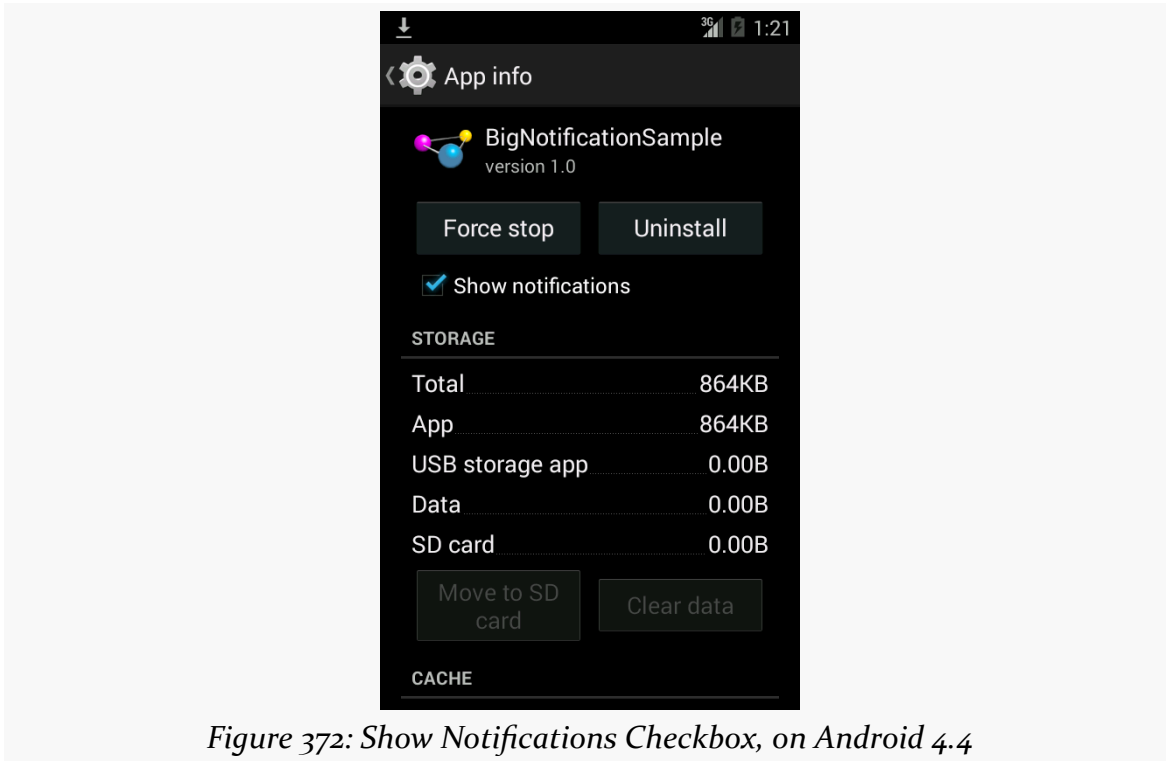 3G 1:21
App info
BigNotificationSample
version 1.0
Force stop Uninstall
Show notifications
STORAGE
Total 864KB
App 864KB
USB storage app 0.00B
Data 0.00B
SD card 0.00B
Move to SD
card
Clear data
CACHE
Figure 372: Show Notifications Checkbox, on Android 4.4